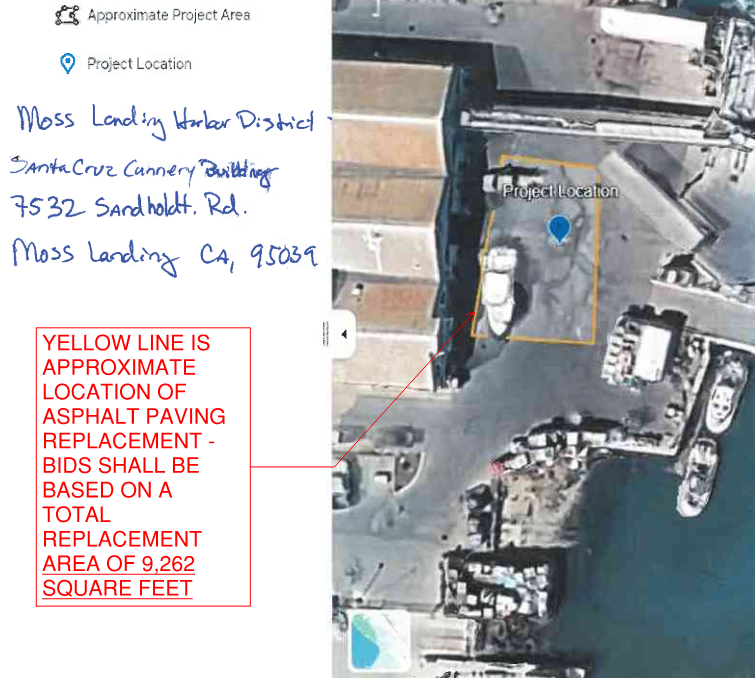 Approximate Project Area
Project Location
Moss Landing Harbor District -
Santa Cruz Cannery Building
7532 Sandholdt. Rd.
Moss Landing CA, 95039
Project Location
YELLOW LINE IS
APPROXIMATE
LOCATION OF
ASPHALT PAVING
REPLACEMENT -
BIDS SHALL BE
BASED ON A
TOTAL
REPLACEMENT
AREA OF 9,262
SQUARE FEET